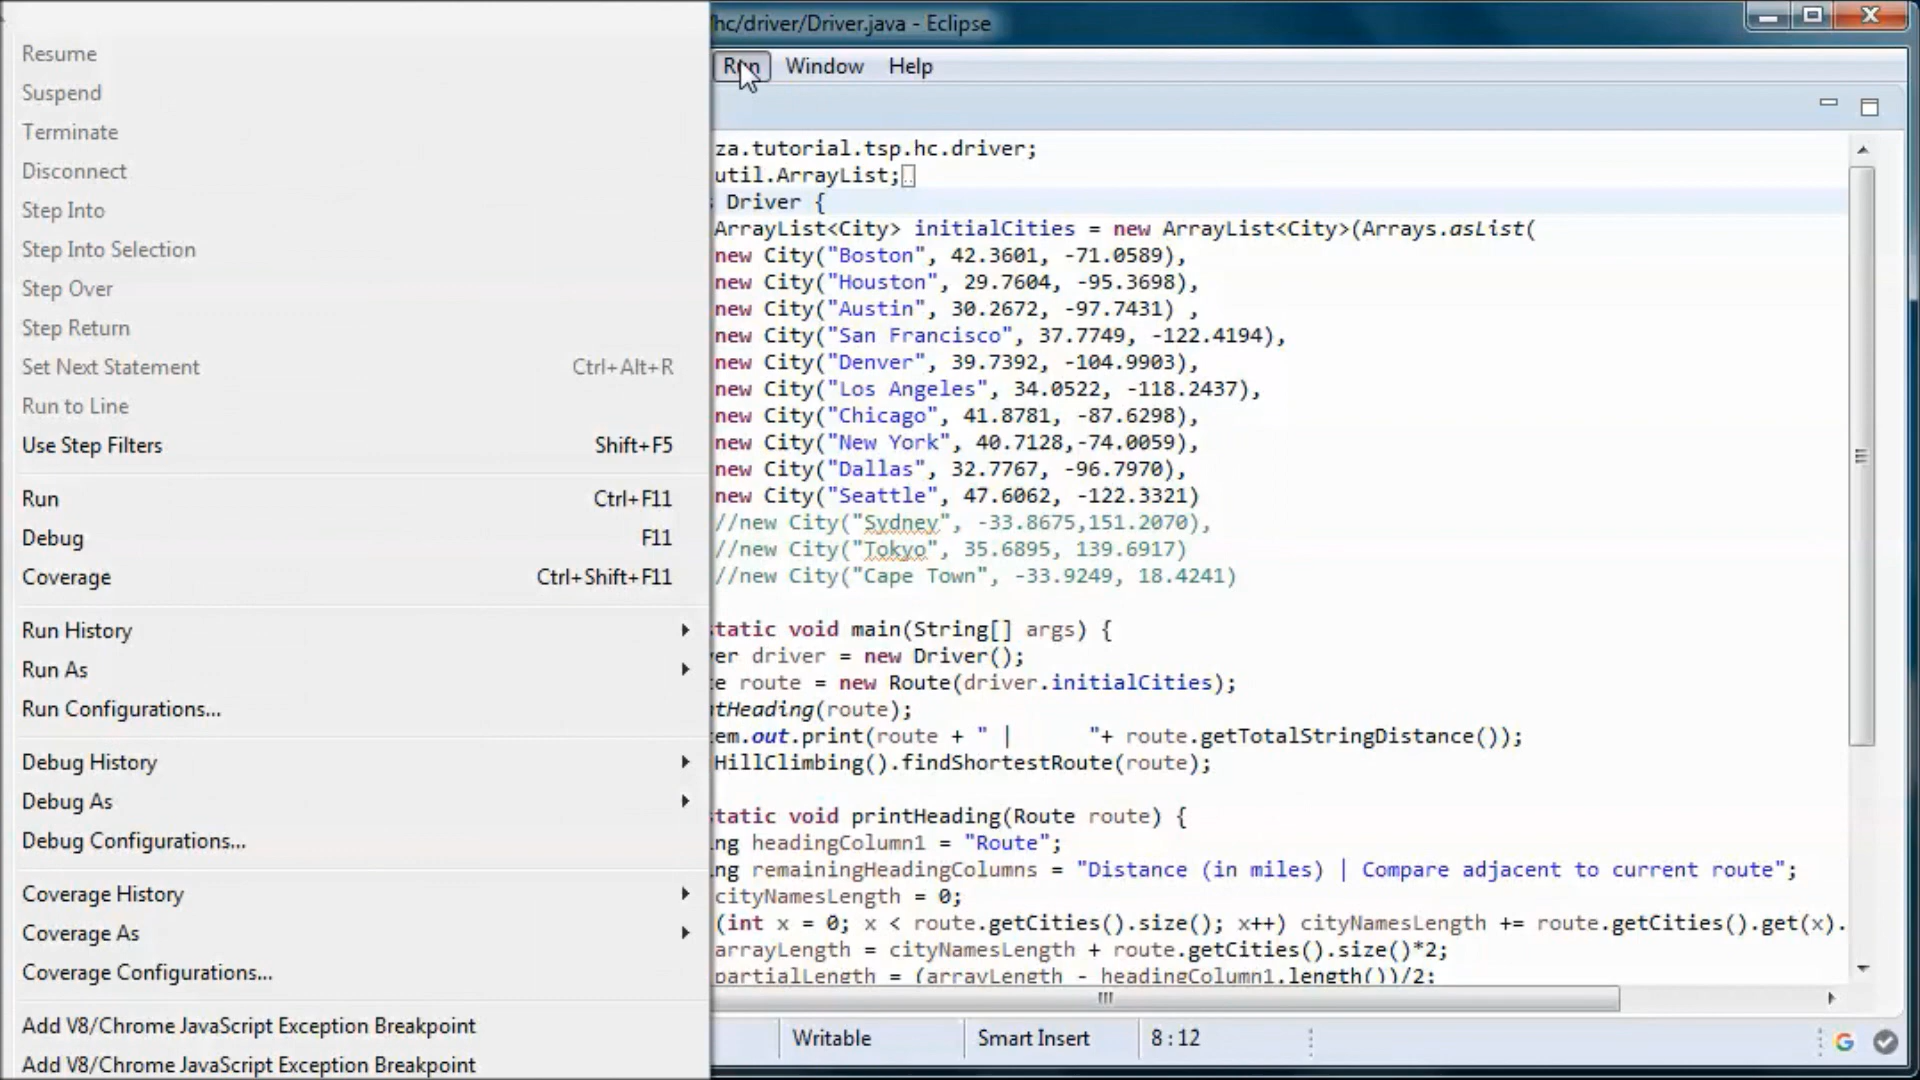 /hc/driver/Driver.java - Eclipse
Run Window Help
Resume
Suspend
Terminate
Disconnect
Step Into
Step Into Selection
Step Over
Step Return
Set Next Statement Ctrl+Alt+R
Run to Line
Use Step Filters Shift+F5
Run Ctrl+F11
Debug F11
Coverage Ctrl+Shift+F11
Run History
Run As
Run Configurations...
Debug History
Debug As
Debug Configurations...
Coverage History
Coverage As
Coverage Configurations...
Add V8/Chrome JavaScript Exception Breakpoint
Add V8/Chrome JavaScript Exception Breakpoint
za.tutorial.tsp.hc.driver;
util.ArrayList;
Driver {
ArrayList<City> initialCities = new ArrayList<City>(Arrays.asList(
new City("Boston", 42.3601, -71.0589),
new City("Houston", 29.7604, -95.3698),
new City("Austin", 30.2672, -97.7431) ,
new City("San Francisco", 37.7749, -122.4194),
new City("Denver", 39.7392, -104.9903),
new City("Los Angeles", 34.0522, -118.2437),
new City("Chicago", 41.8781, -87.6298),
new City("New York", 40.7128,-74.0059),
new City("Dallas", 32.7767, -96.7970),
new City("Seattle", 47.6062, -122.3321)
//new City("Sydney", -33.8675,151.2070),
//new City("Tokyo", 35.6895, 139.6917)
//new City("Cape Town", -33.9249, 18.4241)
static void main(String[] args) {
er driver = new Driver();
e route = new Route(driver.initialCities);
tHeading(route);
em.out.print(route + " |      "+ route.getTotalStringDistance());
HillClimbing().findShortestRoute(route);
static void printHeading(Route route) {
ng headingColumn1 = "Route";
ng remainingHeadingColumns = "Distance (in miles) | Compare adjacent to current route";
cityNamesLength = 0;
(int x = 0; x < route.getCities().size(); x++) cityNamesLength += route.getCities().get(x).
arrayLength = cityNamesLength + route.getCities().size()*2;
partialLength = (arrayLength - headingColumn1.length())/2;
Writable Smart Insert 8 : 12